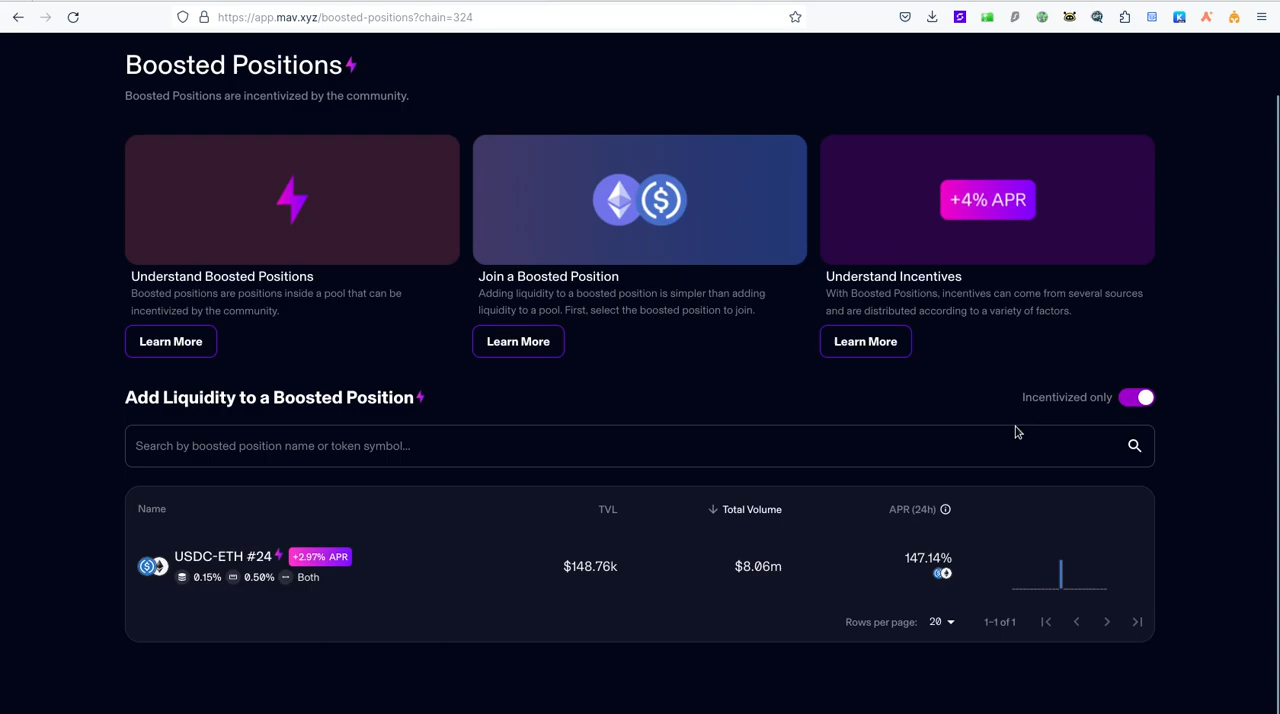 https://app.mav.xyz/boosted-positions?chain=324
Boosted Positions
Boosted Positions are incentivized by the community.
+4% APR
Understand Boosted Positions
Boosted positions are positions inside a pool that can be
incentivized by the community.
Learn More
Join a Boosted Position
Adding liquidity to a boosted position is simpler than adding
liquidity to a pool. First, select the boosted position to join.
Learn More
Understand Incentives
With Boosted Positions, incentives can come from several sources
and are distributed according to a variety of factors.
Learn More
Add Liquidity to a Boosted Position
Incentivized only
Search by boosted position name or token symbol...
Name TVL Total Volume APR (24h)
USDC-ETH #24 +2.97% APR
0.15% 0.50% Both
$148.76k $8.06m 147.14%
Rows per page: 20 1-1 of 1